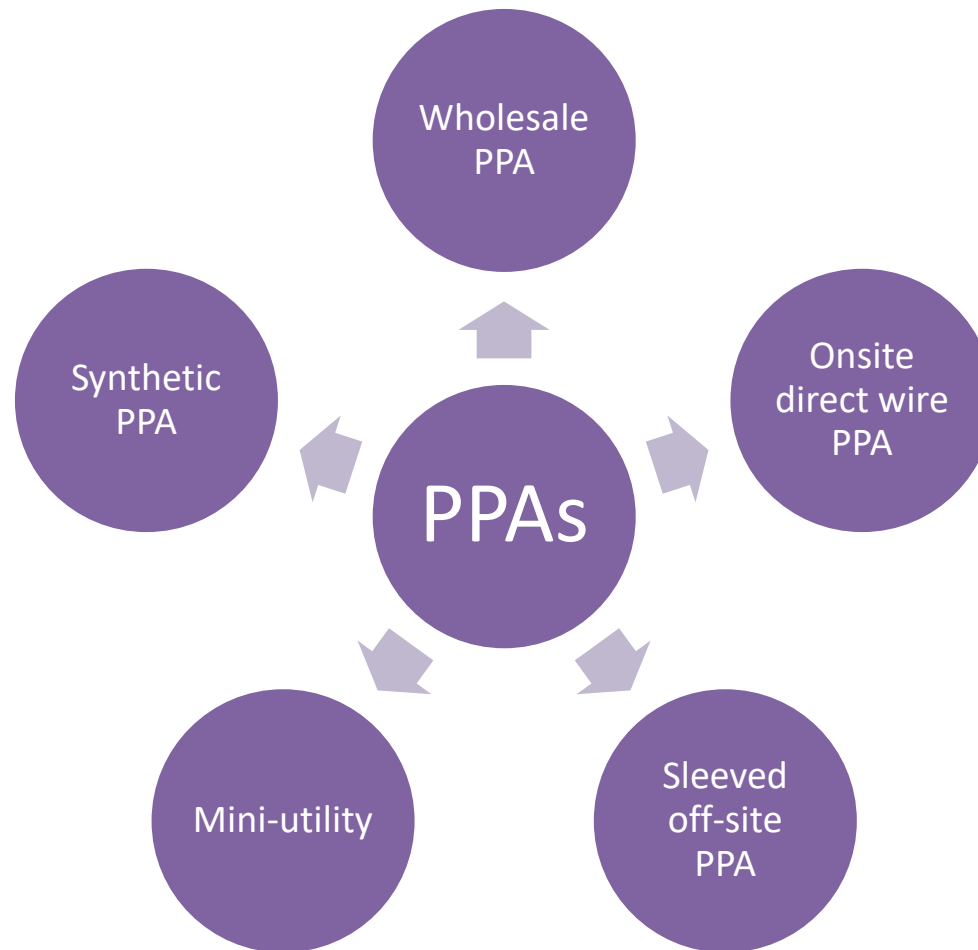 Wholesale
PPA
Onsite
direct wire
PPA
Synthetic
PPA
PPAs
Sleeved
off-site
PPA
Mini-utility